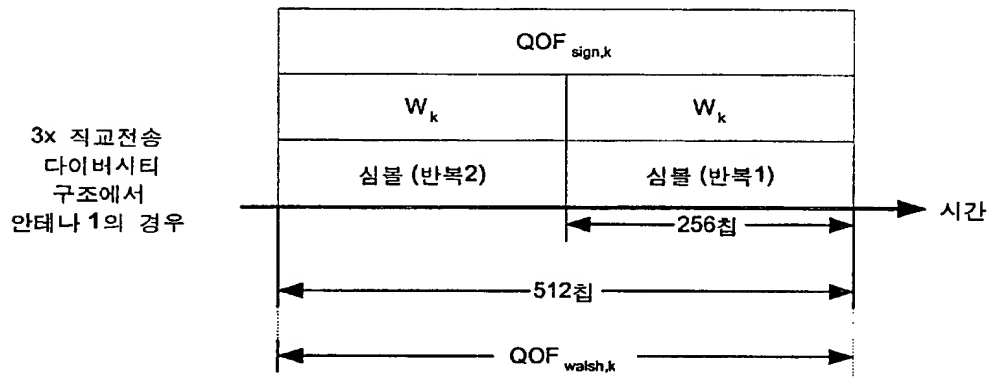 QOF sign,k
W k
W k
3x 직교전송
다이버시티
구조에서
안테나 1의 경우
심볼 (반복2)
심볼 (반복1)
시간
256칩
512칩
QOF walsh,k